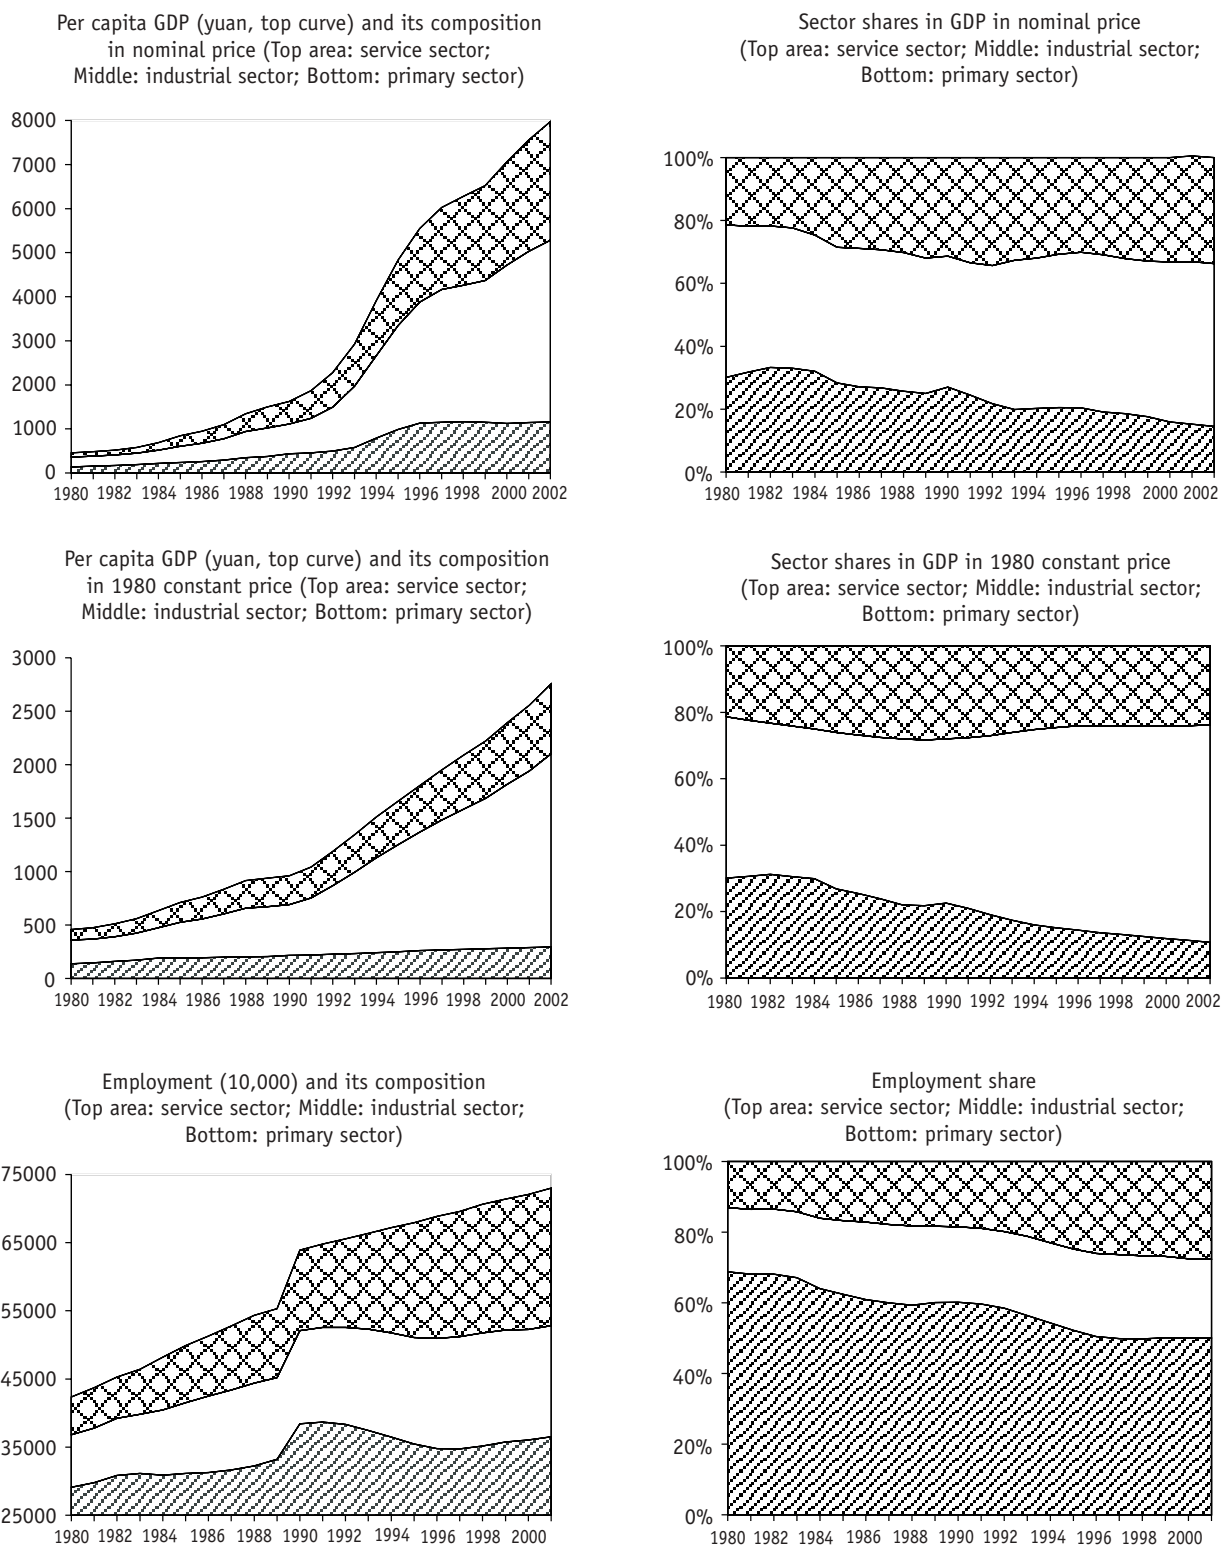 Per capita GDP (yuan, top curve) and its composition
in nominal price (Top area: service sector;
Middle: industrial sector; Bottom: primary sector)
8000
7000
6000
5000
4000
3000
2000
1000
0
1980 1982 1984 1986 1988 1990 1992 1994 1996 1998 2000 2002
Sector shares in GDP in nominal price
(Top area: service sector; Middle: industrial sector;
Bottom: primary sector)
100%
80%
60%
40%
20%
0%
1980 1982 1984 1986 1988 1990 1992 1994 1996 1998 2000 2002
Per capita GDP (yuan, top curve) and its composition
in 1980 constant price (Top area: service sector;
Middle: industrial sector; Bottom: primary sector)
3000
2500
2000
1500
1000
500
0
1980 1982 1984 1986 1988 1990 1992 1994 1996 1998 2000 2002
Sector shares in GDP in 1980 constant price
(Top area: service sector; Middle: industrial sector;
Bottom: primary sector)
100%
80%
60%
40%
20%
0%
1980 1982 1984 1986 1988 1990 1992 1994 1996 1998 2000 2002
Employment (10,000) and its composition
(Top area: service sector; Middle: industrial sector;
Bottom: primary sector)
75000
65000
55000
45000
35000
25000
1980 1982 1984 1986 1988 1990 1992 1994 1996 1998 2000
Employment share
(Top area: service sector; Middle: industrial sector;
Bottom: primary sector)
100%
80%
60%
40%
20%
0%
1980 1982 1984 1986 1988 1990 1992 1994 1996 1998 2000